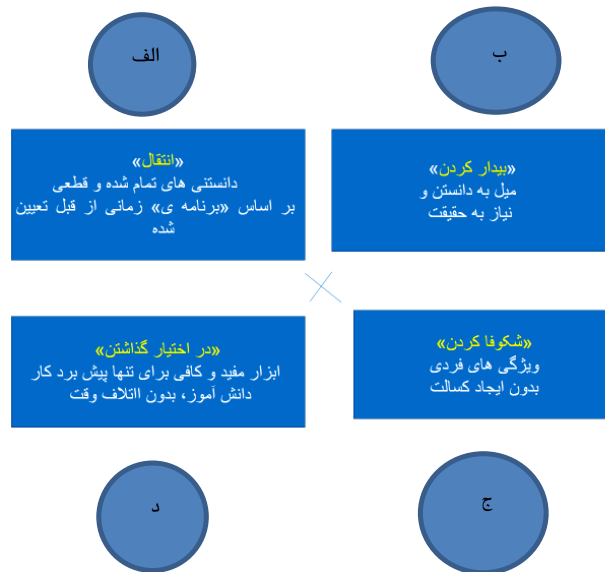 ب
الف
«بیدار کردن»
میل به دانستن و
نیاز به حقیقت
«انتقال»
دانستنی های تمام شده و قطعی
بر اساس «برنامه ی» زمانی از قبل تعیین
شده
«شکوفا کردن»
ویژگی های فردی
بدون ایجاد کسالت
«در اختیار گذاشتن»
ابزار مفید و کافی برای تنها پیش برد کار
دانش آموز، بدون ااتلاف وقت
ج
د